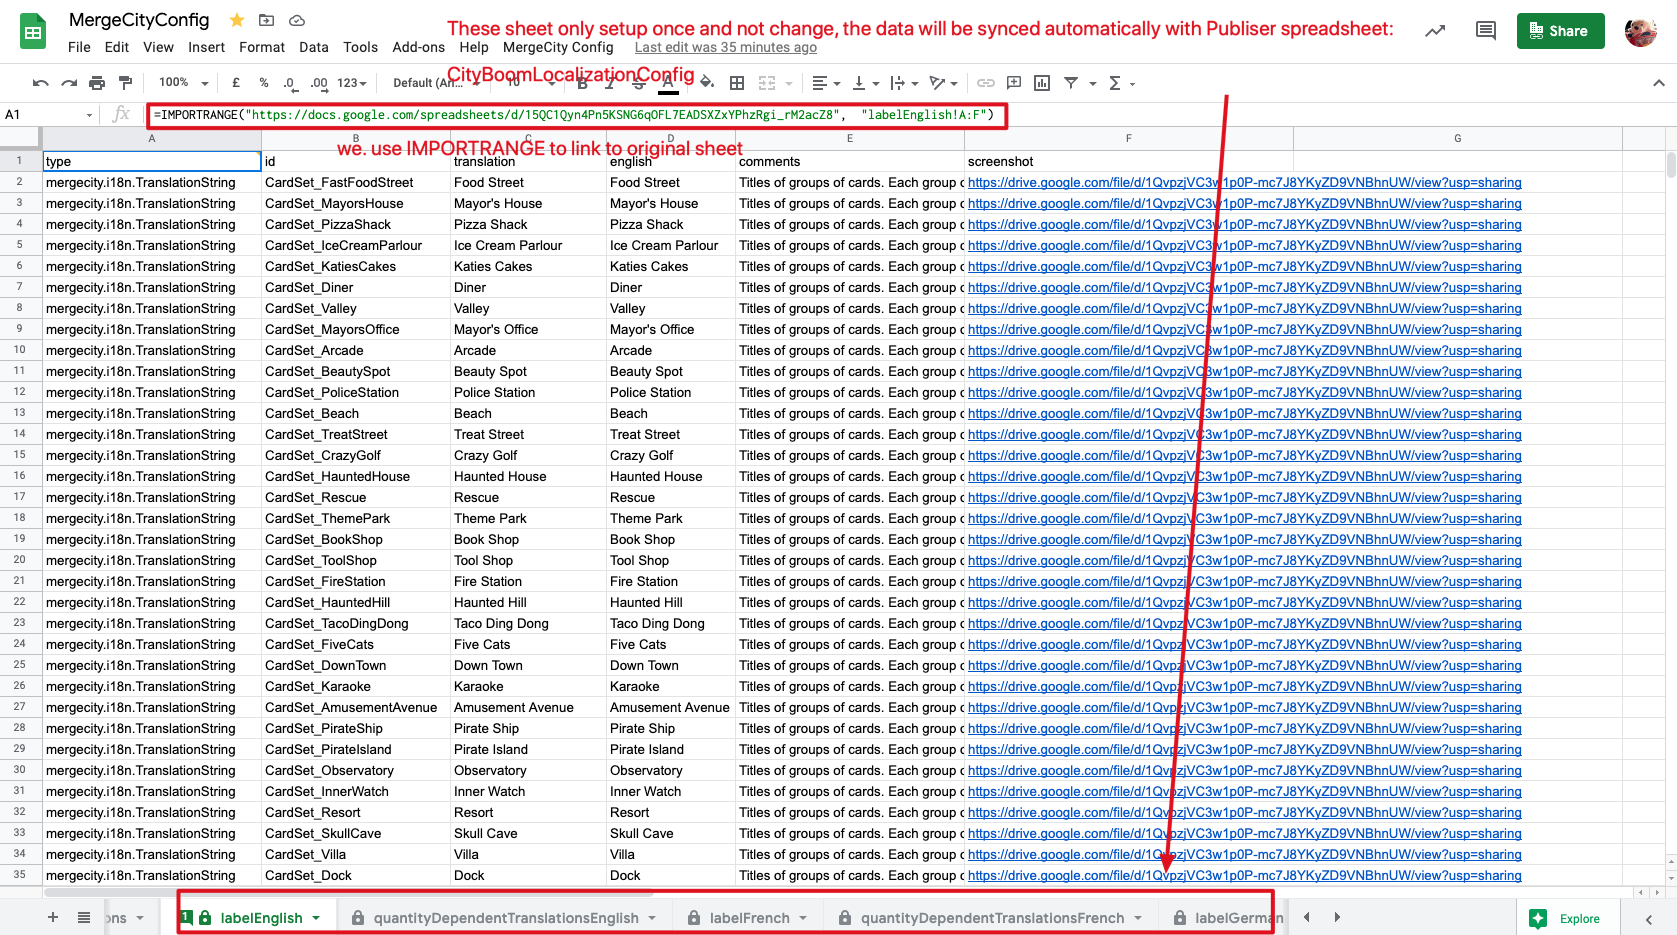 MergeCityConfig
These sheet only setup once and not change, the data will be synced automatically with Publiser spreadsheet:
CityBoomLocalizationConfig
File Edit View Insert Format Data Tools Add-ons Help MergeCity Config Last edit was 35 minutes ago
Share
100% £ % .0 .00 123 Default (Ari... 10 B I S A
A1 fx =IMPORTRANGE("https://docs.google.com/spreadsheets/d/15QC1Qyn4Pn5KSNG6qOFL7EADSXZxYPhzRgi_rM2acZ8", "labelEnglish!A:F")
we. use IMPORTRANGE to link to original sheet
A B C D E F G
1 type id translation english comments screenshot
2 mergecity.i18n.TranslationString CardSet_FastFoodStreet Food Street Food Street Titles of groups of cards. Each group c https://drive.google.com/file/d/1QvpzjVC3w1p0P-mc7J8YKyZD9VNBhnUW/view?usp=sharing
3 mergecity.i18n.TranslationString CardSet_MayorsHouse Mayor's House Mayor's House Titles of groups of cards. Each group c https://drive.google.com/file/d/1QvpzjVC3w1p0P-mc7J8YKyZD9VNBhnUW/view?usp=sharing
4 mergecity.i18n.TranslationString CardSet_PizzaShack Pizza Shack Pizza Shack Titles of groups of cards. Each group c https://drive.google.com/file/d/1QvpzjVC3w1p0P-mc7J8YKyZD9VNBhnUW/view?usp=sharing
5 mergecity.i18n.TranslationString CardSet_IceCreamParlour Ice Cream Parlour Ice Cream Parlour Titles of groups of cards. Each group c https://drive.google.com/file/d/1QvpzjVC3w1p0P-mc7J8YKyZD9VNBhnUW/view?usp=sharing
6 mergecity.i18n.TranslationString CardSet_KatiesCakes Katies Cakes Katies Cakes Titles of groups of cards. Each group c https://drive.google.com/file/d/1QvpzjVC3w1p0P-mc7J8YKyZD9VNBhnUW/view?usp=sharing
7 mergecity.i18n.TranslationString CardSet_Diner Diner Diner Titles of groups of cards. Each group c https://drive.google.com/file/d/1QvpzjVC3w1p0P-mc7J8YKyZD9VNBhnUW/view?usp=sharing
8 mergecity.i18n.TranslationString CardSet_Valley Valley Valley Titles of groups of cards. Each group c https://drive.google.com/file/d/1QvpzjVC3w1p0P-mc7J8YKyZD9VNBhnUW/view?usp=sharing
9 mergecity.i18n.TranslationString CardSet_MayorsOffice Mayor's Office Mayor's Office Titles of groups of cards. Each group c https://drive.google.com/file/d/1QvpzjVC3w1p0P-mc7J8YKyZD9VNBhnUW/view?usp=sharing
10 mergecity.i18n.TranslationString CardSet_Arcade Arcade Arcade Titles of groups of cards. Each group c https://drive.google.com/file/d/1QvpzjVC3w1p0P-mc7J8YKyZD9VNBhnUW/view?usp=sharing
11 mergecity.i18n.TranslationString CardSet_BeautySpot Beauty Spot Beauty Spot Titles of groups of cards. Each group c https://drive.google.com/file/d/1QvpzjVC3w1p0P-mc7J8YKyZD9VNBhnUW/view?usp=sharing
12 mergecity.i18n.TranslationString CardSet_PoliceStation Police Station Police Station Titles of groups of cards. Each group c https://drive.google.com/file/d/1QvpzjVC3w1p0P-mc7J8YKyZD9VNBhnUW/view?usp=sharing
13 mergecity.i18n.TranslationString CardSet_Beach Beach Beach Titles of groups of cards. Each group c https://drive.google.com/file/d/1QvpzjVC3w1p0P-mc7J8YKyZD9VNBhnUW/view?usp=sharing
14 mergecity.i18n.TranslationString CardSet_TreatStreet Treat Street Treat Street Titles of groups of cards. Each group c https://drive.google.com/file/d/1QvpzjVC3w1p0P-mc7J8YKyZD9VNBhnUW/view?usp=sharing
15 mergecity.i18n.TranslationString CardSet_CrazyGolf Crazy Golf Crazy Golf Titles of groups of cards. Each group c https://drive.google.com/file/d/1QvpzjVC3w1p0P-mc7J8YKyZD9VNBhnUW/view?usp=sharing
16 mergecity.i18n.TranslationString CardSet_HauntedHouse Haunted House Haunted House Titles of groups of cards. Each group c https://drive.google.com/file/d/1QvpzjVC3w1p0P-mc7J8YKyZD9VNBhnUW/view?usp=sharing
17 mergecity.i18n.TranslationString CardSet_Rescue Rescue Rescue Titles of groups of cards. Each group c https://drive.google.com/file/d/1QvpzjVC3w1p0P-mc7J8YKyZD9VNBhnUW/view?usp=sharing
18 mergecity.i18n.TranslationString CardSet_ThemePark Theme Park Theme Park Titles of groups of cards. Each group c https://drive.google.com/file/d/1QvpzjVC3w1p0P-mc7J8YKyZD9VNBhnUW/view?usp=sharing
19 mergecity.i18n.TranslationString CardSet_BookShop Book Shop Book Shop Titles of groups of cards. Each group c https://drive.google.com/file/d/1QvpzjVC3w1p0P-mc7J8YKyZD9VNBhnUW/view?usp=sharing
20 mergecity.i18n.TranslationString CardSet_ToolShop Tool Shop Tool Shop Titles of groups of cards. Each group c https://drive.google.com/file/d/1QvpzjVC3w1p0P-mc7J8YKyZD9VNBhnUW/view?usp=sharing
21 mergecity.i18n.TranslationString CardSet_FireStation Fire Station Fire Station Titles of groups of cards. Each group c https://drive.google.com/file/d/1QvpzjVC3w1p0P-mc7J8YKyZD9VNBhnUW/view?usp=sharing
22 mergecity.i18n.TranslationString CardSet_HauntedHill Haunted Hill Haunted Hill Titles of groups of cards. Each group c https://drive.google.com/file/d/1QvpzjVC3w1p0P-mc7J8YKyZD9VNBhnUW/view?usp=sharing
23 mergecity.i18n.TranslationString CardSet_TacoDingDong Taco Ding Dong Taco Ding Dong Titles of groups of cards. Each group c https://drive.google.com/file/d/1QvpzjVC3w1p0P-mc7J8YKyZD9VNBhnUW/view?usp=sharing
24 mergecity.i18n.TranslationString CardSet_FiveCats Five Cats Five Cats Titles of groups of cards. Each group c https://drive.google.com/file/d/1QvpzjVC3w1p0P-mc7J8YKyZD9VNBhnUW/view?usp=sharing
25 mergecity.i18n.TranslationString CardSet_DownTown Down Town Down Town Titles of groups of cards. Each group c https://drive.google.com/file/d/1QvpzjVC3w1p0P-mc7J8YKyZD9VNBhnUW/view?usp=sharing
26 mergecity.i18n.TranslationString CardSet_Karaoke Karaoke Karaoke Titles of groups of cards. Each group c https://drive.google.com/file/d/1QvpzjVC3w1p0P-mc7J8YKyZD9VNBhnUW/view?usp=sharing
27 mergecity.i18n.TranslationString CardSet_AmusementAvenue Amusement Avenue Amusement Avenue Titles of groups of cards. Each group c https://drive.google.com/file/d/1QvpzjVC3w1p0P-mc7J8YKyZD9VNBhnUW/view?usp=sharing
28 mergecity.i18n.TranslationString CardSet_PirateShip Pirate Ship Pirate Ship Titles of groups of cards. Each group c https://drive.google.com/file/d/1QvpzjVC3w1p0P-mc7J8YKyZD9VNBhnUW/view?usp=sharing
29 mergecity.i18n.TranslationString CardSet_PirateIsland Pirate Island Pirate Island Titles of groups of cards. Each group c https://drive.google.com/file/d/1QvpzjVC3w1p0P-mc7J8YKyZD9VNBhnUW/view?usp=sharing
30 mergecity.i18n.TranslationString CardSet_Observatory Observatory Observatory Titles of groups of cards. Each group c https://drive.google.com/file/d/1QvpzjVC3w1p0P-mc7J8YKyZD9VNBhnUW/view?usp=sharing
31 mergecity.i18n.TranslationString CardSet_InnerWatch Inner Watch Inner Watch Titles of groups of cards. Each group c https://drive.google.com/file/d/1QvpzjVC3w1p0P-mc7J8YKyZD9VNBhnUW/view?usp=sharing
32 mergecity.i18n.TranslationString CardSet_Resort Resort Resort Titles of groups of cards. Each group c https://drive.google.com/file/d/1QvpzjVC3w1p0P-mc7J8YKyZD9VNBhnUW/view?usp=sharing
33 mergecity.i18n.TranslationString CardSet_SkullCave Skull Cave Skull Cave Titles of groups of cards. Each group c https://drive.google.com/file/d/1QvpzjVC3w1p0P-mc7J8YKyZD9VNBhnUW/view?usp=sharing
34 mergecity.i18n.TranslationString CardSet_Villa Villa Villa Titles of groups of cards. Each group c https://drive.google.com/file/d/1QvpzjVC3w1p0P-mc7J8YKyZD9VNBhnUW/view?usp=sharing
35 mergecity.i18n.TranslationString CardSet_Dock Dock Dock Titles of groups of cards. Each group c https://drive.google.com/file/d/1QvpzjVC3w1p0P-mc7J8YKyZD9VNBhnUW/view?usp=sharing
ons 1 labelEnglish quantityDependentTranslationsEnglish labelFrench quantityDependentTranslationsFrench labelGerman Explore